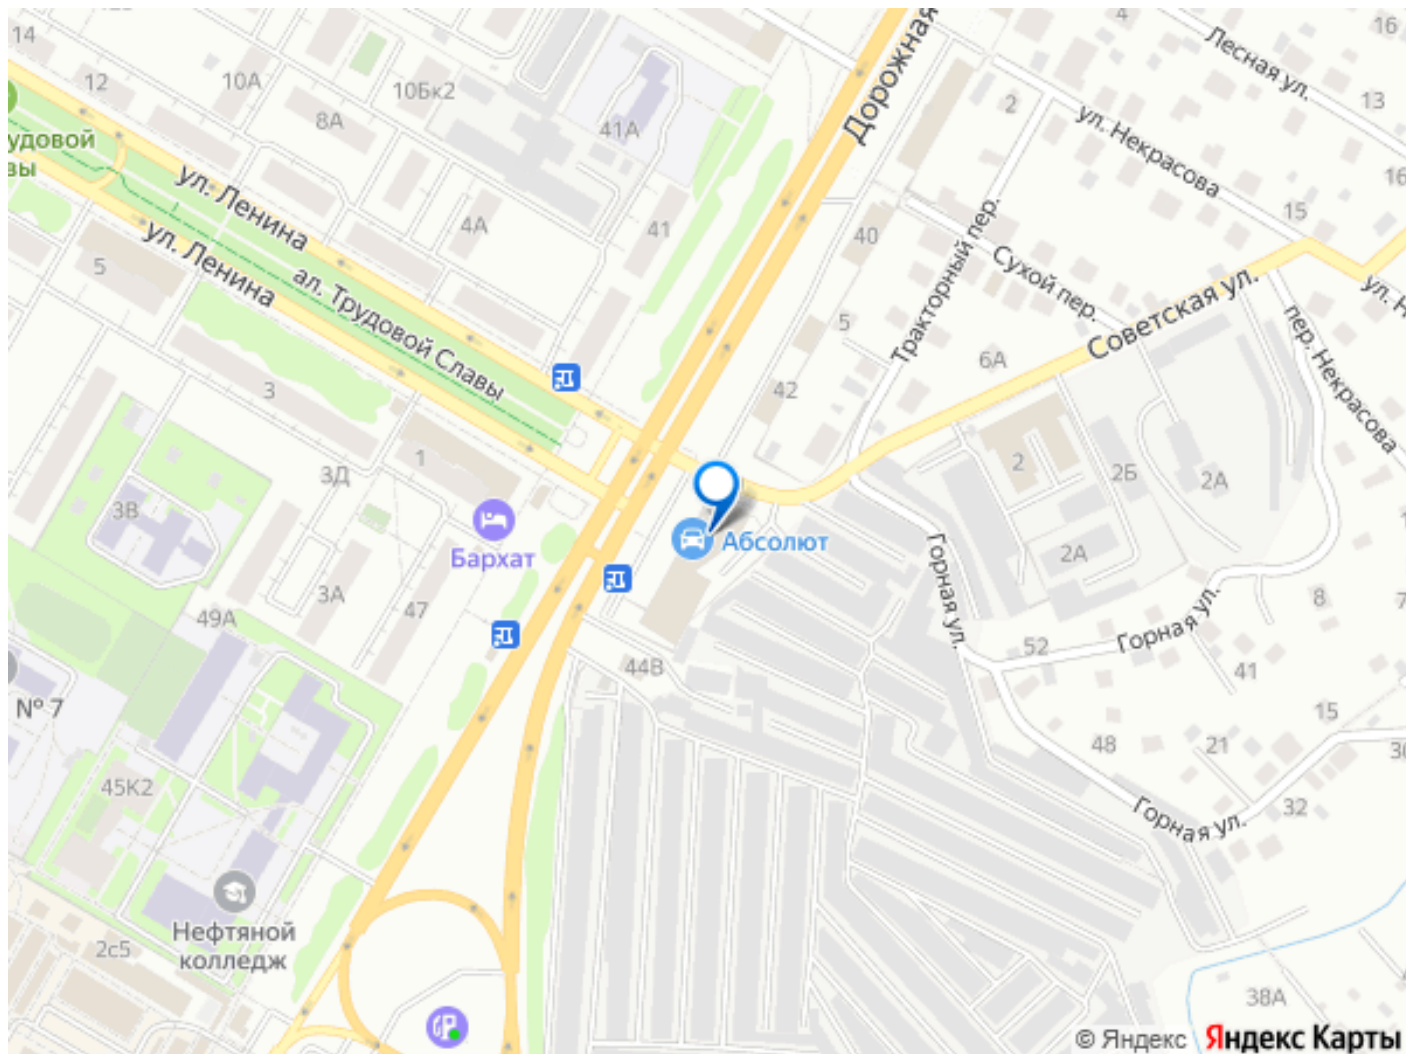 14
12
10А
8А
10Бк2
41А
4
16
Лесная ул.
13
Дорожная
2
ул. Некрасова
16
15
удовой
вы
ул. Ленина
ул. Ленина
ал. Трудовой Славы
4А
41
5
40
Тракторный пер.
Сухой пер.
Советская ул.
5
6А
42
пер. Некрасова
3
1
3Д
3В
2
2Б
2А
2А
Бархат
Абсолют
3А
47
49А
44В
Горная ул.
Горная ул.
8
7
52
41
№ 7
15
48
21
45К2
32
Горная ул.
Нефтяной
колледж
2с5
38А
© Яндекс Яндекс Карты